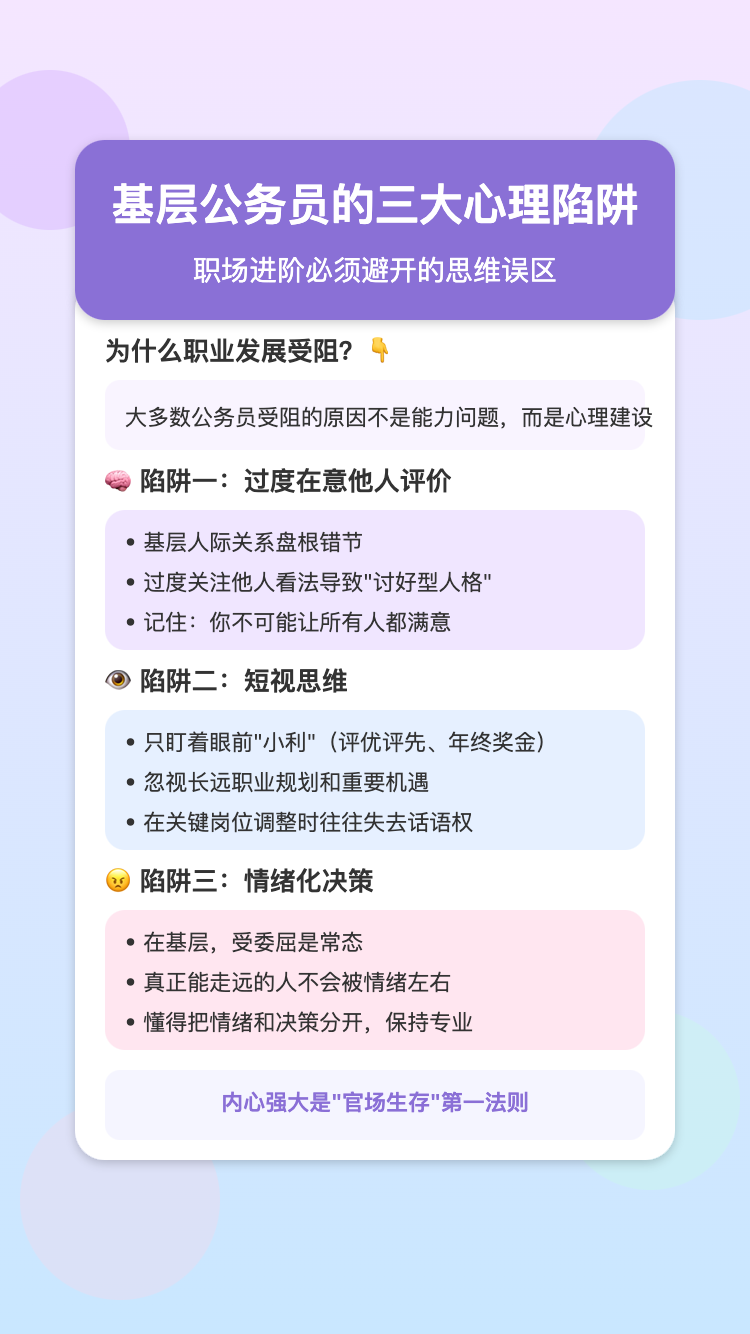 基层公务员的三大心理陷阱
职场进阶必须避开的思维误区
为什么职业发展受阻？👇
大多数公务员受阻的原因不是能力问题，而是心理建设
🧠 陷阱一：过度在意他人评价
• 基层人际关系盘根错节
• 过度关注他人看法导致"讨好型人格"
• 记住：你不可能让所有人都满意
👁️ 陷阱二：短视思维
• 只盯着眼前"小利"（评优评先、年终奖金）
• 忽视长远职业规划和重要机遇
• 在关键岗位调整时往往失去话语权
😠 陷阱三：情绪化决策
• 在基层，受委屈是常态
• 真正能走远的人不会被情绪左右
• 懂得把情绪和决策分开，保持专业
内心强大是"官场生存"第一法则